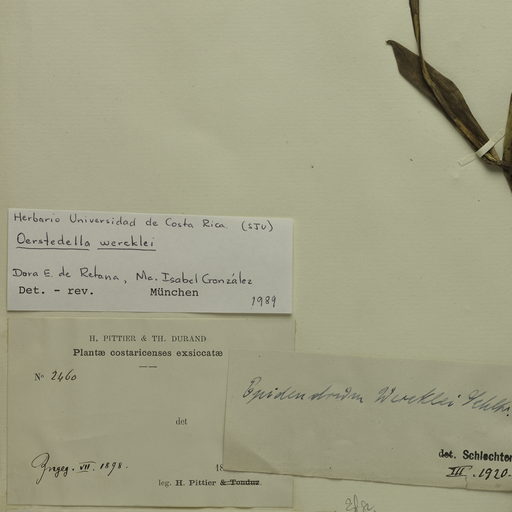 Herbario Universidad de Costa Rica. (SJU)
Oerstedella wercklei
Dora E. de Retana, Ma. Isabel González
Det. - rev. München
1989
H. PITTIER & TH. DURAND
Plantæ costaricenses exsiccatæ
Nº 2460
det
VII. 1898. 18
leg. H. Pittier & Tonduz.
Epidendrum Wercklei Schltr.
det. Schlechter
III. 1920.